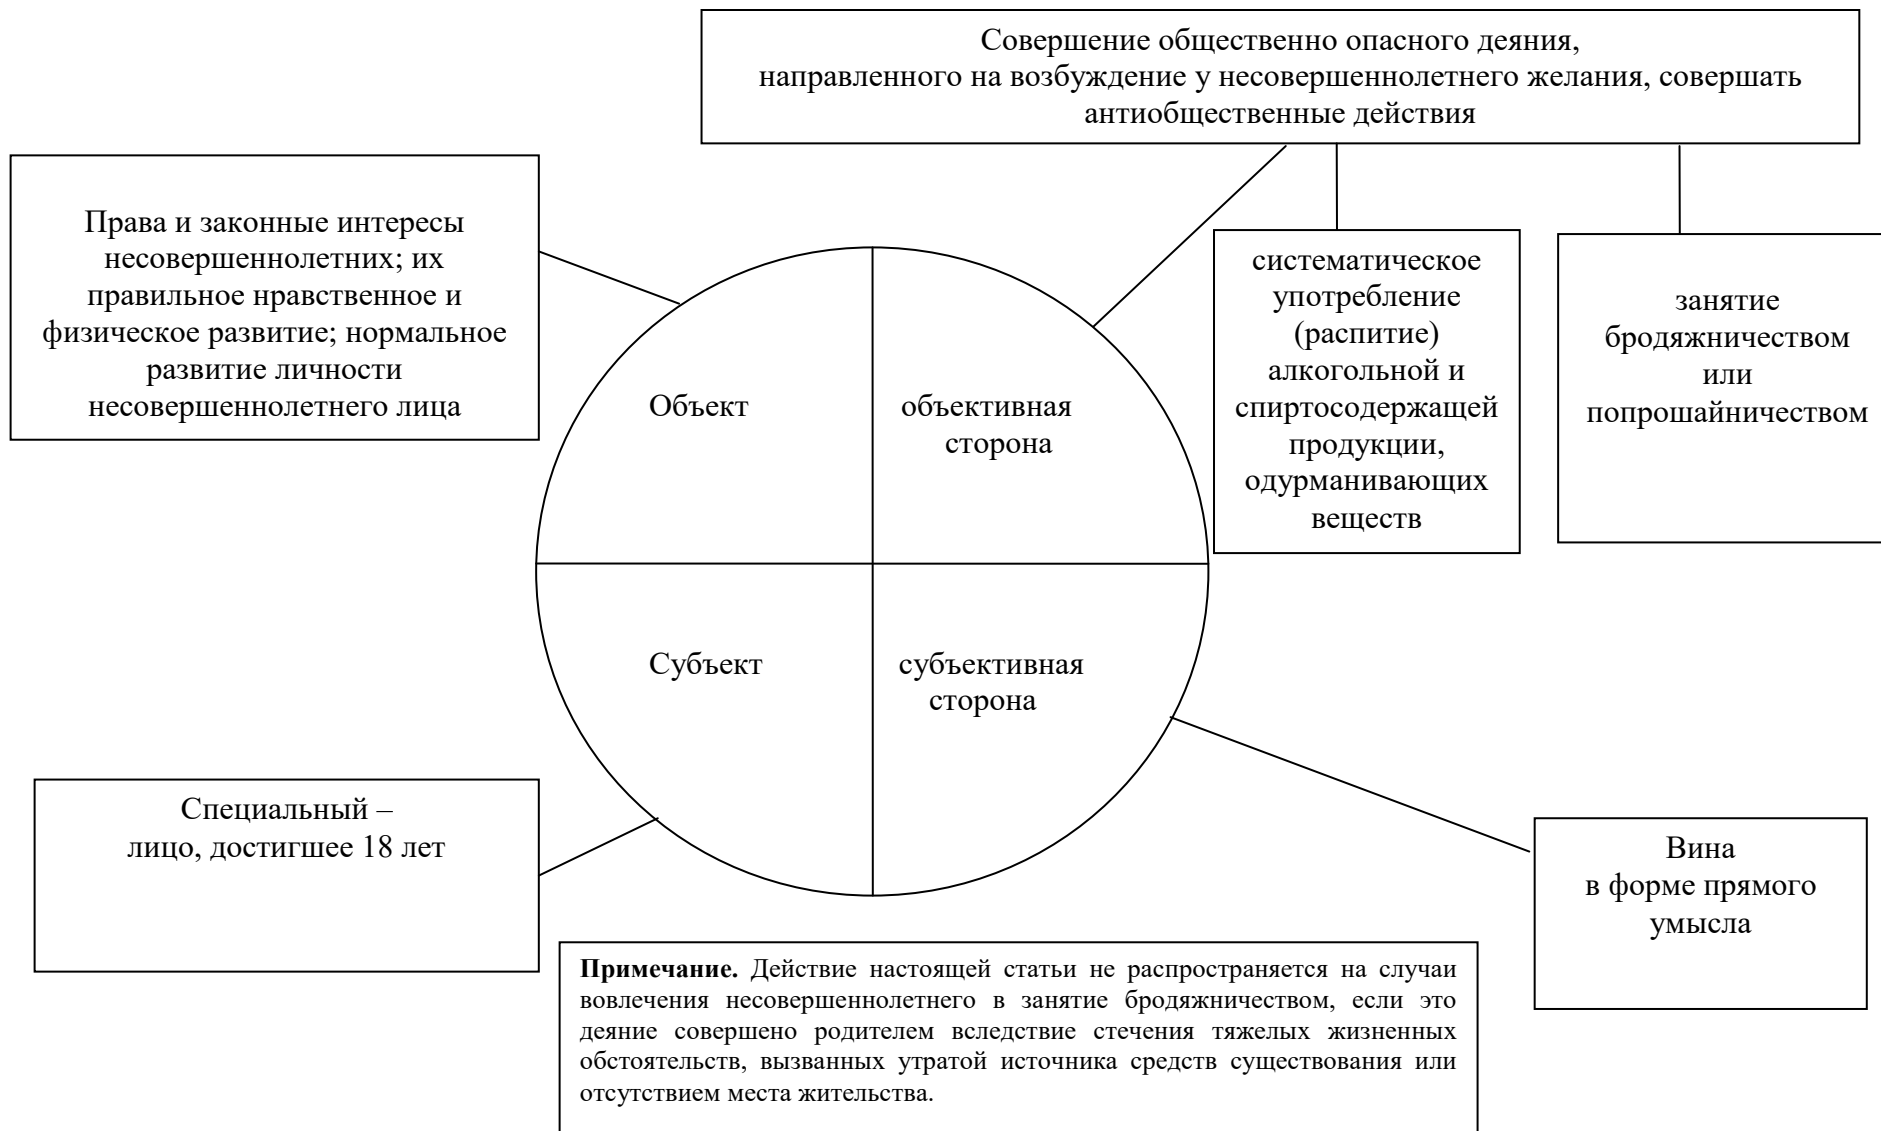 Совершение общественно опасного деяния,
направленного на возбуждение у несовершеннолетнего желания, совершать
антиобщественные действия
Права и законные интересы
несовершеннолетних; их
правильное нравственное и
физическое развитие; нормальное
развитие личности
несовершеннолетнего лица
систематическое
употребление
(распитие)
алкогольной и
спиртосодержащей
продукции,
одурманивающих
веществ
занятие
бродяжничеством
или
попрошайничеством
Объект
объективная
сторона
Субъект
субъективная
сторона
Специальный –
лицо, достигшее 18 лет
Вина
в форме прямого
умысла
Примечание. Действие настоящей статьи не распространяется на случаи
вовлечения несовершеннолетнего в занятие бродяжничеством, если это
деяние совершено родителем вследствие стечения тяжелых жизненных
обстоятельств, вызванных утратой источника средств существования или
отсутствием места жительства.